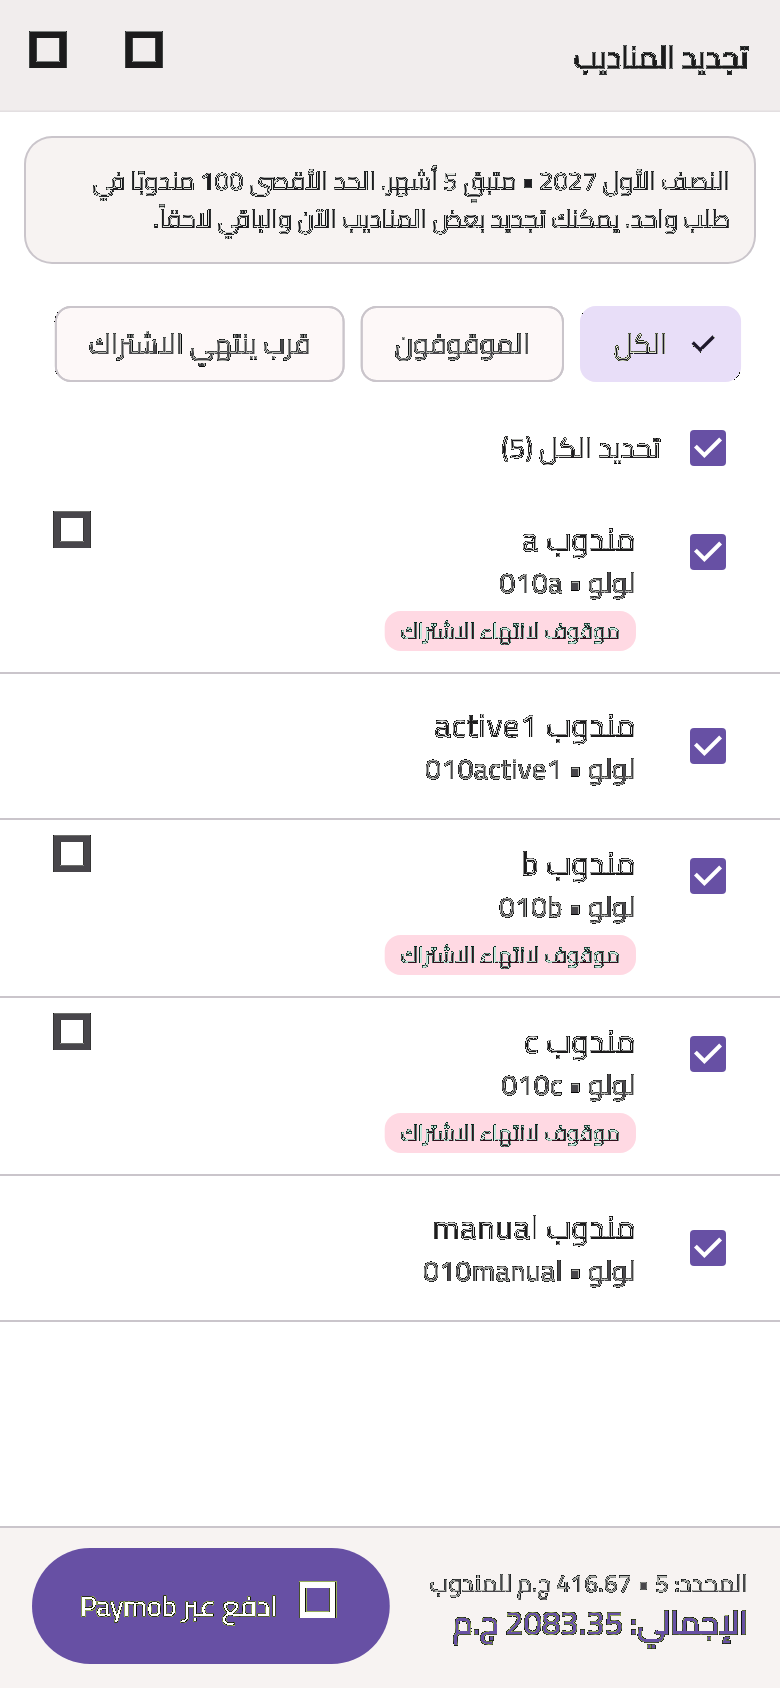 تجديد المناديب
النصف الأول 2027 • متبقٍ 5 أشهر. الحد الأقصى 100 مندوبًا في
طلب واحد. يمكنك تجديد بعض المناديب الآن والباقي لاحقاً.
الكل
الموقوفون
قرب ينتهي الاشتراك
تحديد الكل (5)
مندوب a
لولو • 010a
موقوف لانتهاء الاشتراك
مندوب active1
لولو • 010active1
مندوب b
لولو • 010b
موقوف لانتهاء الاشتراك
مندوب c
لولو • 010c
موقوف لانتهاء الاشتراك
مندوب manual
لولو • 010manual
المحدد: 5 • 416.67 ج.م للمندوب
الإجمالي: 2083.35 ج.م
ادفع عبر Paymob